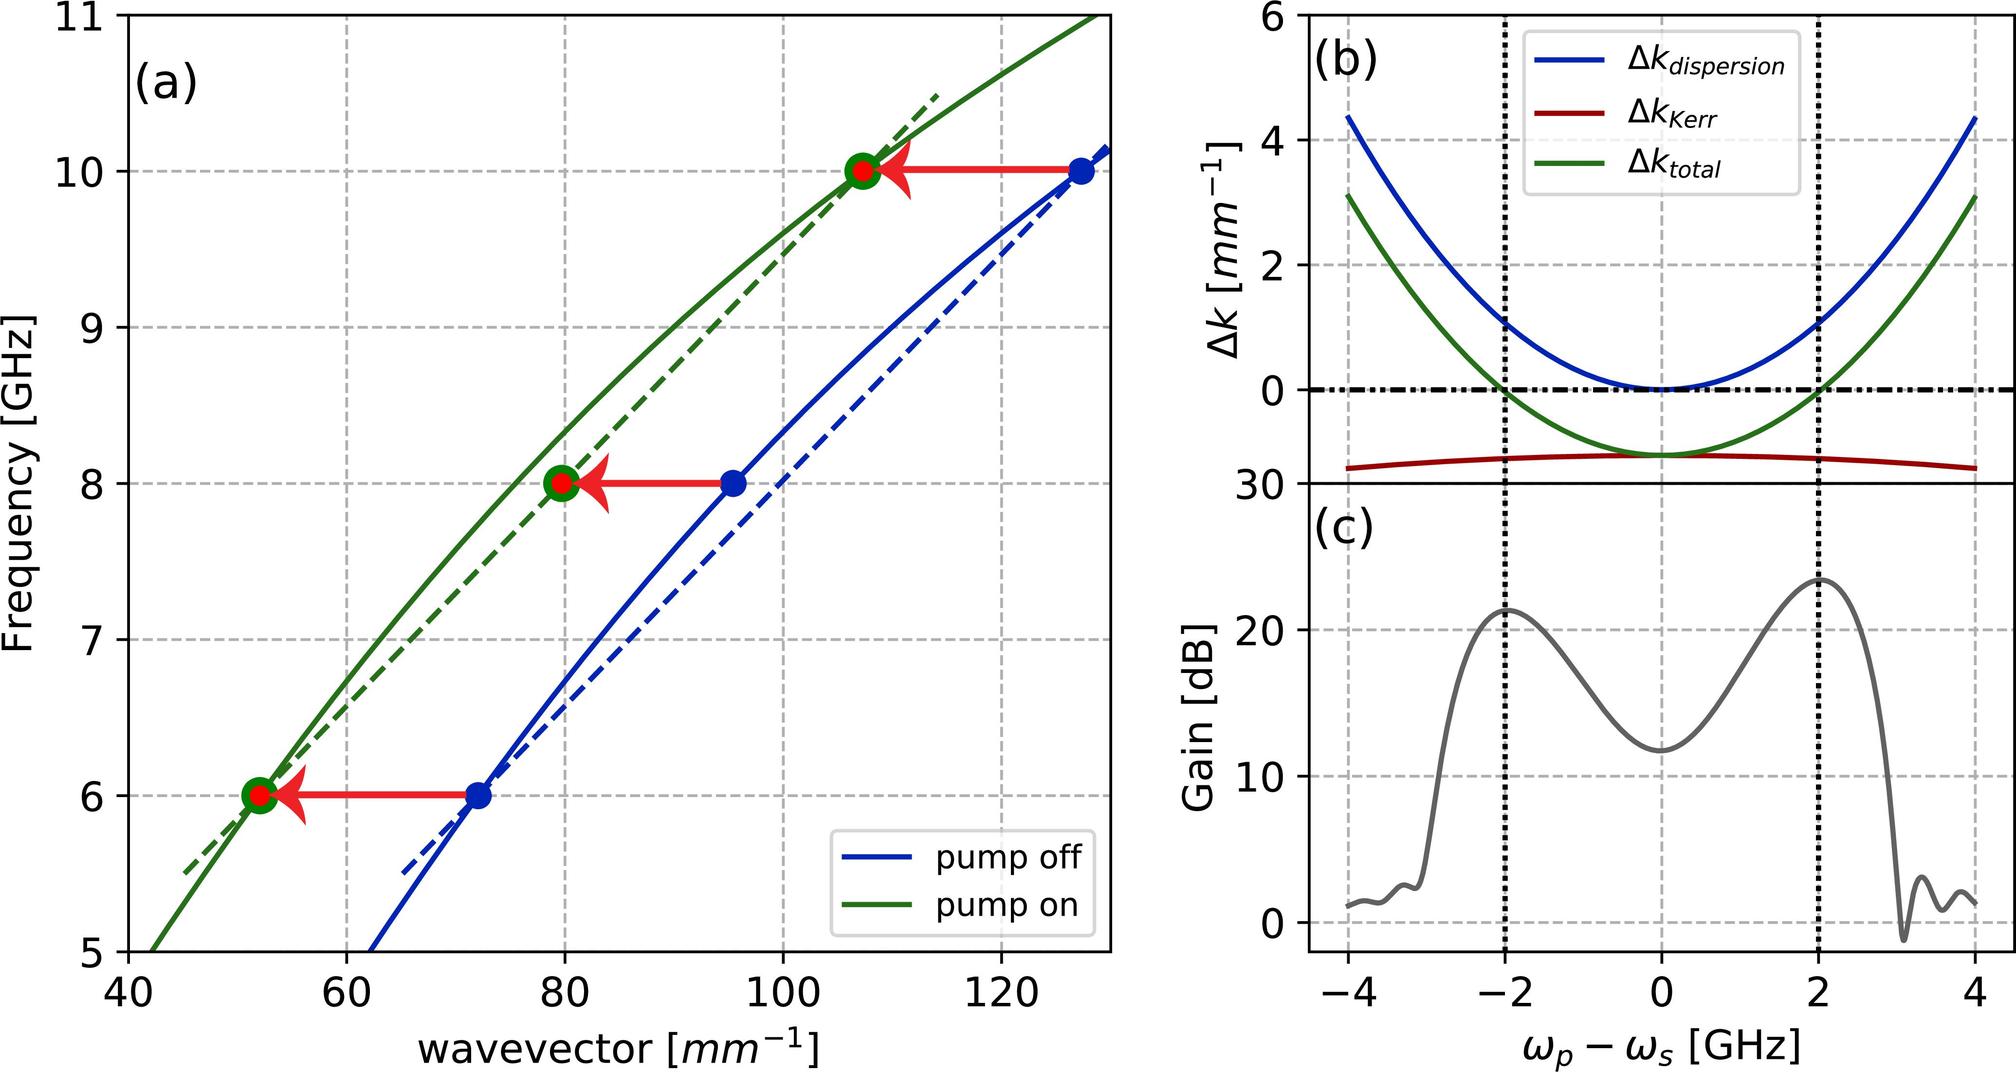 (a)
11
10
9
8
7
6
5
Frequency [GHz]
40 60 80 100 120
wavevector [mm⁻¹]
pump off
pump on
(b)
Δk_dispersion
Δk_Kerr
Δk_total
6
4
2
0
Δk [mm⁻¹]
(c)
30
20
10
0
Gain [dB]
−4 −2 0 2 4
ω_p − ω_s [GHz]